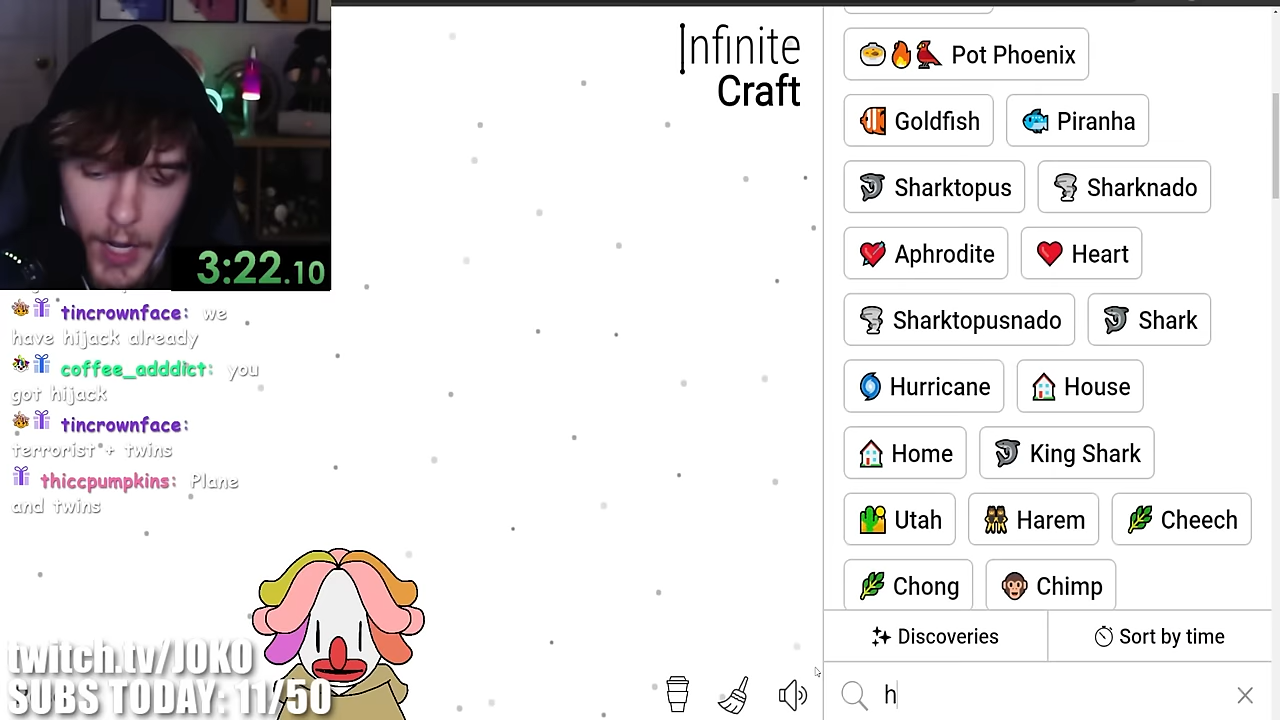 Infinite
Craft
Pot Phoenix
Goldfish Piranha
Sharktopus Sharknado
Aphrodite Heart
Sharktopusnado Shark
Hurricane House
Home King Shark
Utah Harem Cheech
Chong Chimp
Discoveries Sort by time
h
3:22.10
tincrownface: we
have hijack already
coffee_adddict: you
got hijack
tincrownface:
terrorist + twins
thiccpumpkins: Plane
and twins
twitch.tv/JOKO
SUBS TODAY: 11/50